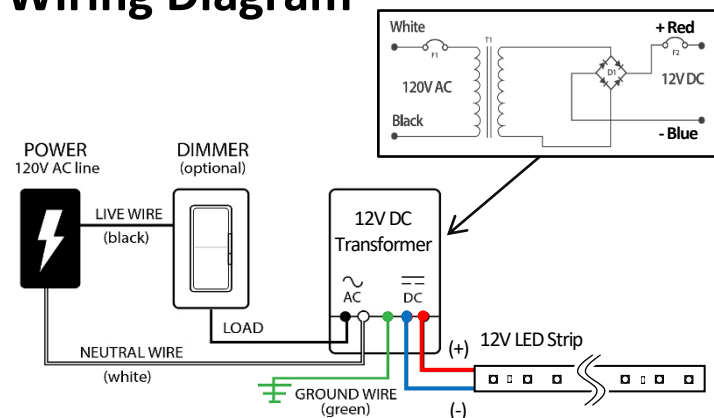 Wiring Diagram
White
+ Red
F1
T1
F2
D1
120V AC
12V DC
Black
- Blue
POWER
120V AC line
DIMMER
(optional)
LIVE WIRE
(black)
12V DC
Transformer
AC
DC
LOAD
NEUTRAL WIRE
(white)
(+)
12V LED Strip
GROUND WIRE
(green)
(-)